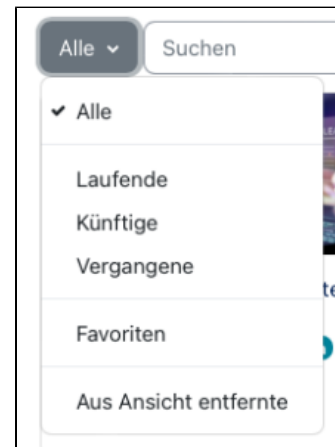 Alle Suchen
Alle
Laufende
Künftige
Vergangene
Favoriten
Aus Ansicht entfernte